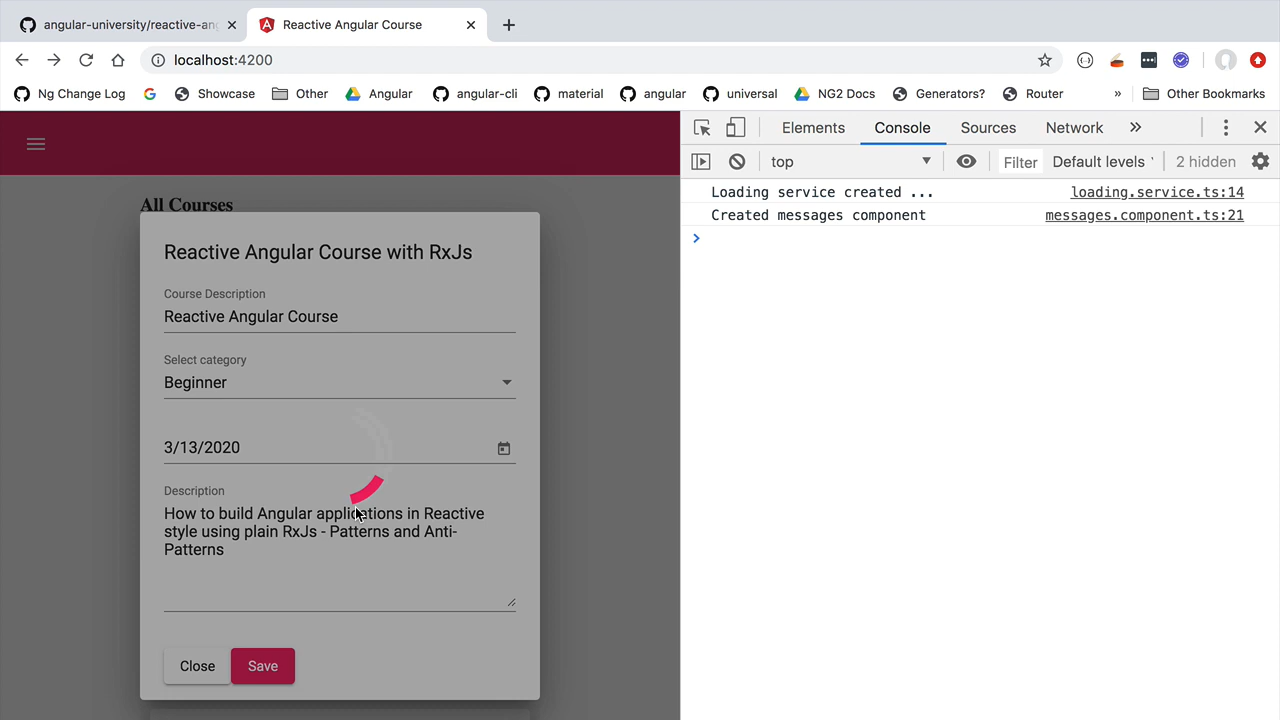 angular-university/reactive-ang
Reactive Angular Course
localhost:4200
Ng Change Log
Showcase
Other
Angular
angular-cli
material
angular
universal
NG2 Docs
Generators?
Router
»
Other Bookmarks
Elements
Console
Sources
Network
»
top
Filter
Default levels
2 hidden
Loading service created ...
loading.service.ts:14
Created messages component
messages.component.ts:21
All Courses
Reactive Angular Course with RxJs
Course Description
Reactive Angular Course
Select category
Beginner
3/13/2020
Description
How to build Angular applications in Reactive
style using plain RxJs - Patterns and Anti-
Patterns
Close
Save